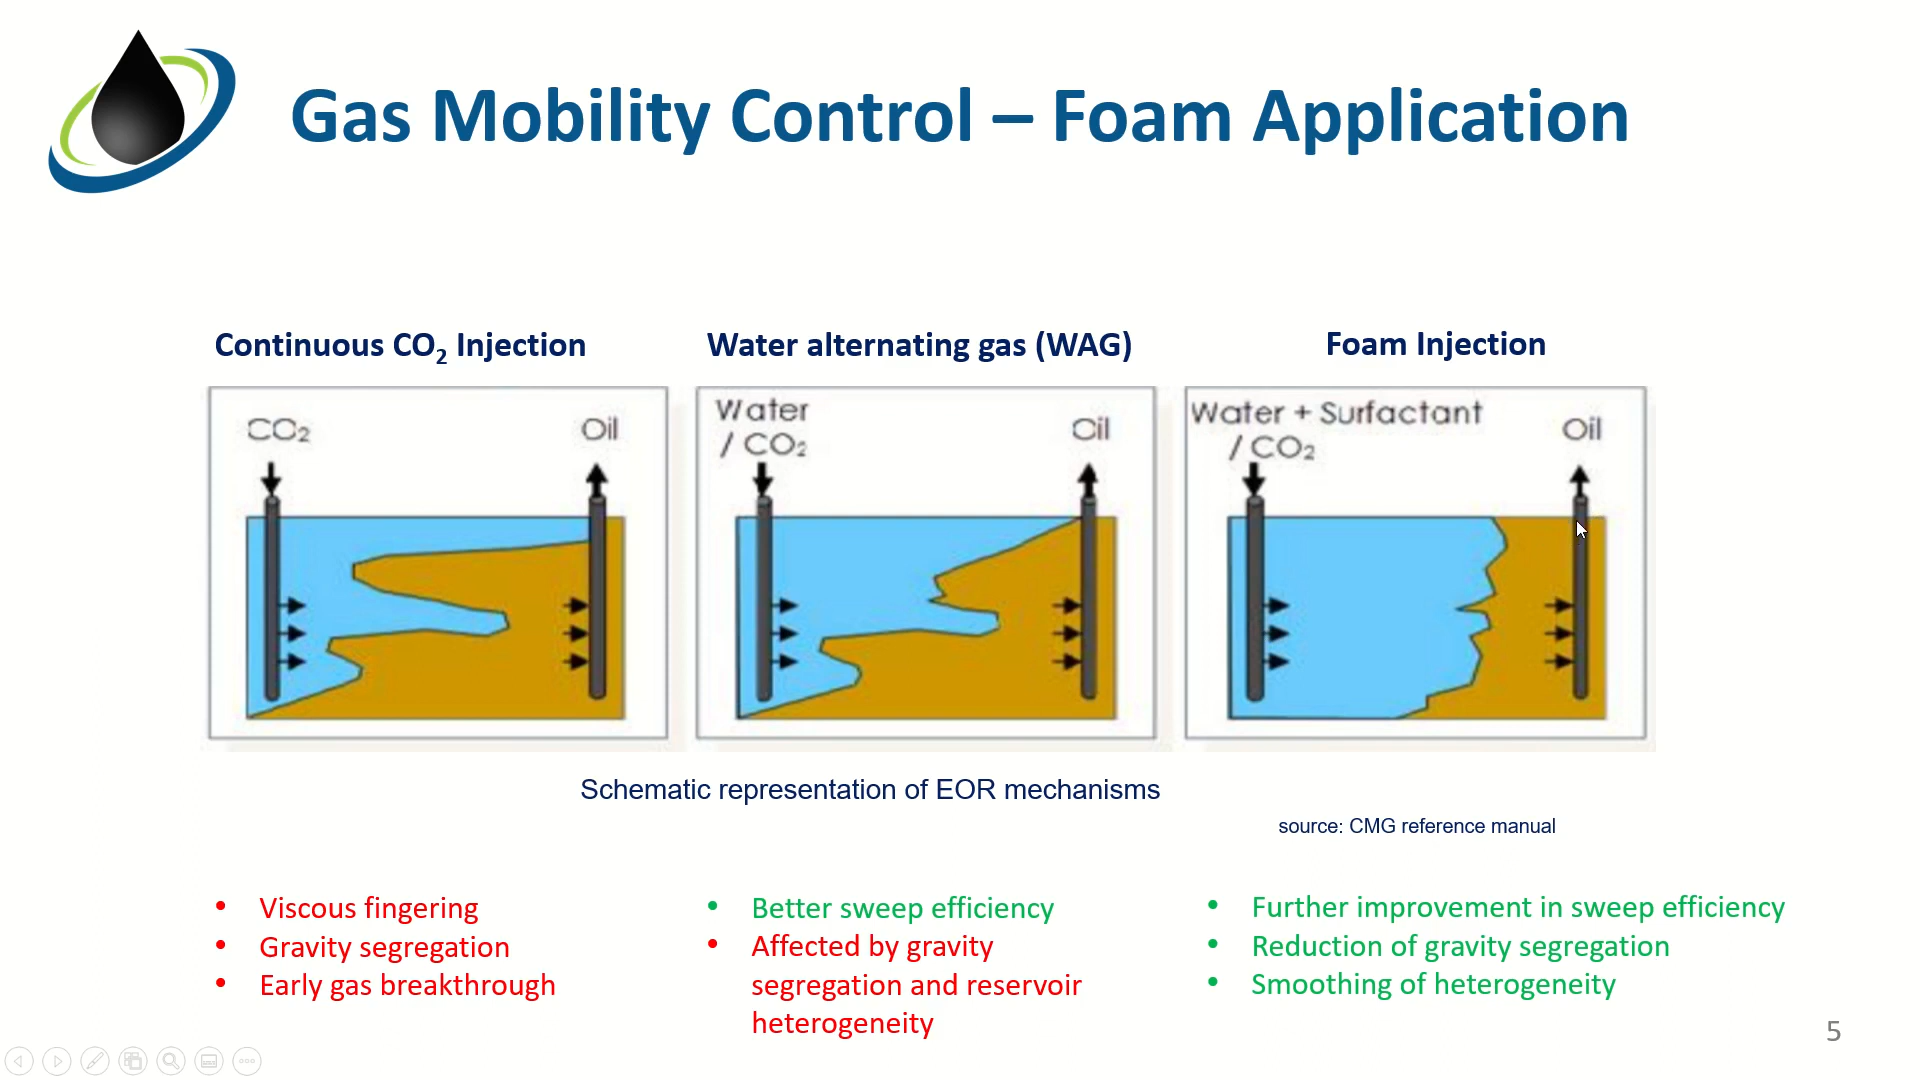 Gas Mobility Control – Foam Application
Continuous CO₂ Injection
Water alternating gas (WAG)
Foam Injection
CO₂
Oil
Water
/ CO₂
Oil
Water + Surfactant
/ CO₂
Oil
Schematic representation of EOR mechanisms
source: CMG reference manual
• Viscous fingering
• Gravity segregation
• Early gas breakthrough
• Better sweep efficiency
• Affected by gravity
segregation and reservoir
heterogeneity
• Further improvement in sweep efficiency
• Reduction of gravity segregation
• Smoothing of heterogeneity
5